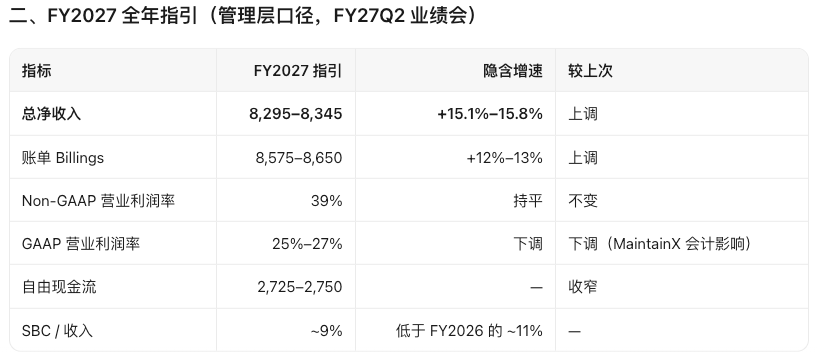 二、FY2027 全年指引（管理层口径，FY27Q2 业绩会）
指标 FY2027 指引 隐含增速 较上次
总净收入 8,295–8,345 +15.1%–15.8% 上调
账单 Billings 8,575–8,650 +12%–13% 上调
Non-GAAP 营业利润率 39% 持平 不变
GAAP 营业利润率 25%–27% 下调 下调（MaintainX 会计影响）
自由现金流 2,725–2,750 — 收窄
SBC / 收入 ~9% 低于 FY2026 的 ~11% —